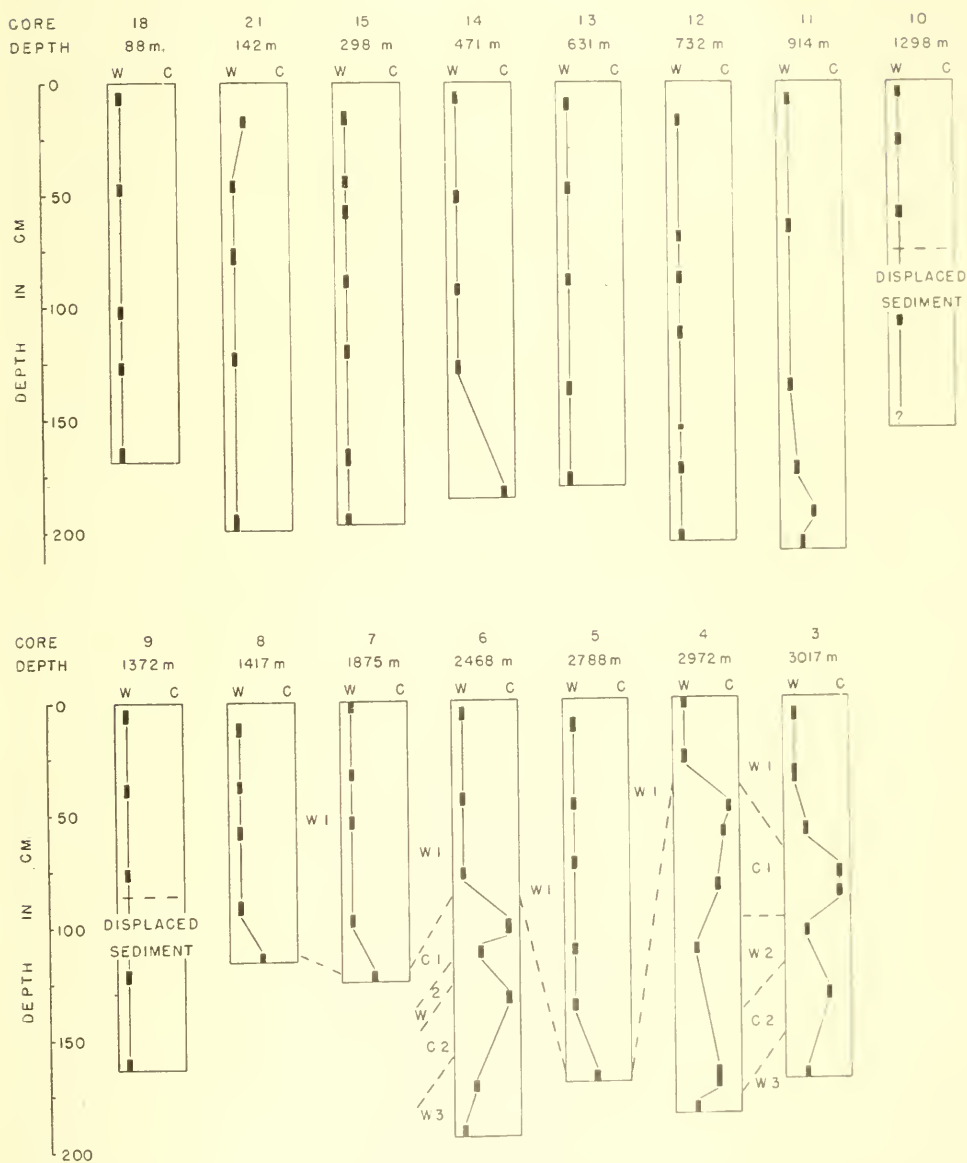 CORE 18 21 15 14 13 12 11 10
DEPTH 88 m. 142 m 298 m 471 m 631 m 732 m 914 m 1298 m
W C W C W C W C W C W C W C W C
0
50
100
150
200
DEPTH IN CM
DISPLACED
SEDIMENT
?
CORE 9 8 7 6 5 4 3
DEPTH 1372 m 1417 m 1875 m 2468 m 2788 m 2972 m 3017 m
W C W C W C W C W C W C W C
0
50
100
150
200
DEPTH IN CM
DISPLACED
SEDIMENT
W 1
W 1
C 1
W 2
C 2
W 3
W 1
W 1
W 1
C 1
W 2
C 2
W 3